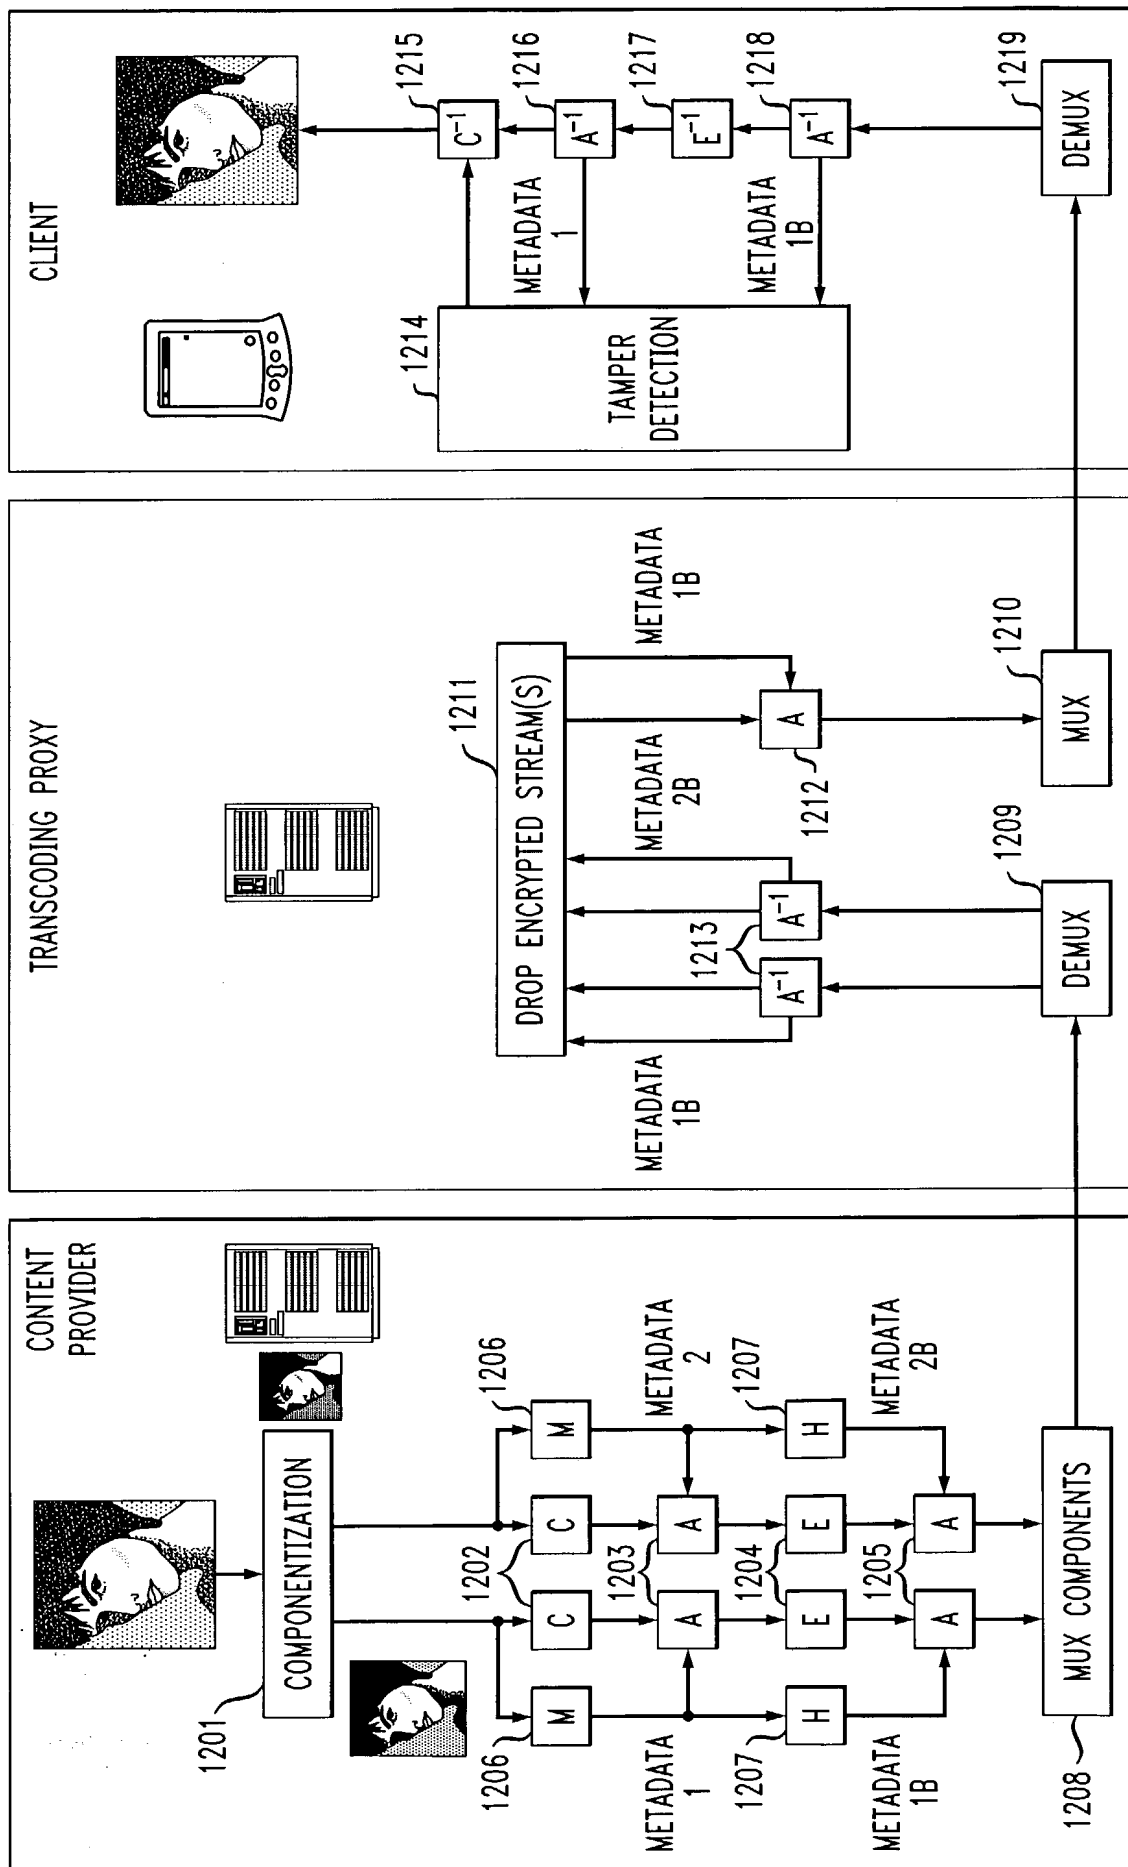 CONTENT
PROVIDER
1201
COMPONENTIZATION
1206
M
C
1202
C
M
1206
METADATA
1
A
1203
A
METADATA
2
1207
H
E
1204
E
H
1207
METADATA
1B
A
1205
A
METADATA
2B
1208
MUX COMPONENTS
TRANSCODING PROXY
DROP ENCRYPTED STREAM(S)
1211
METADATA
1B
A⁻¹
1213
A⁻¹
METADATA
2B
A
1212
METADATA
1B
DEMUX
1209
MUX
1210
CLIENT
1214
TAMPER
DETECTION
C⁻¹
1215
METADATA
1
A⁻¹
1216
E⁻¹
1217
METADATA
1B
A⁻¹
1218
DEMUX
1219